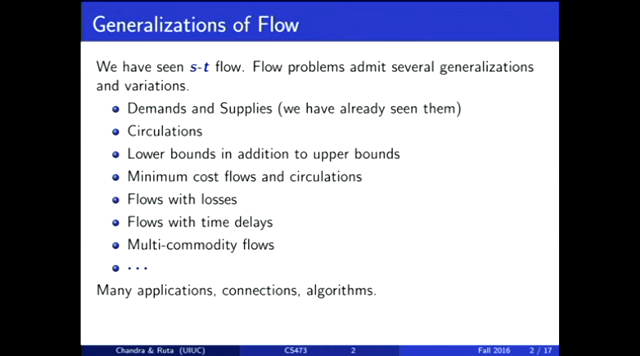 Generalizations of Flow
We have seen s-t flow. Flow problems admit several generalizations
and variations.
Demands and Supplies (we have already seen them)
Circulations
Lower bounds in addition to upper bounds
Minimum cost flows and circulations
Flows with losses
Flows with time delays
Multi-commodity flows
...
Many applications, connections, algorithms.
Chandra & Ruta (UIUC) CS473 2 Fall 2016 2 / 17